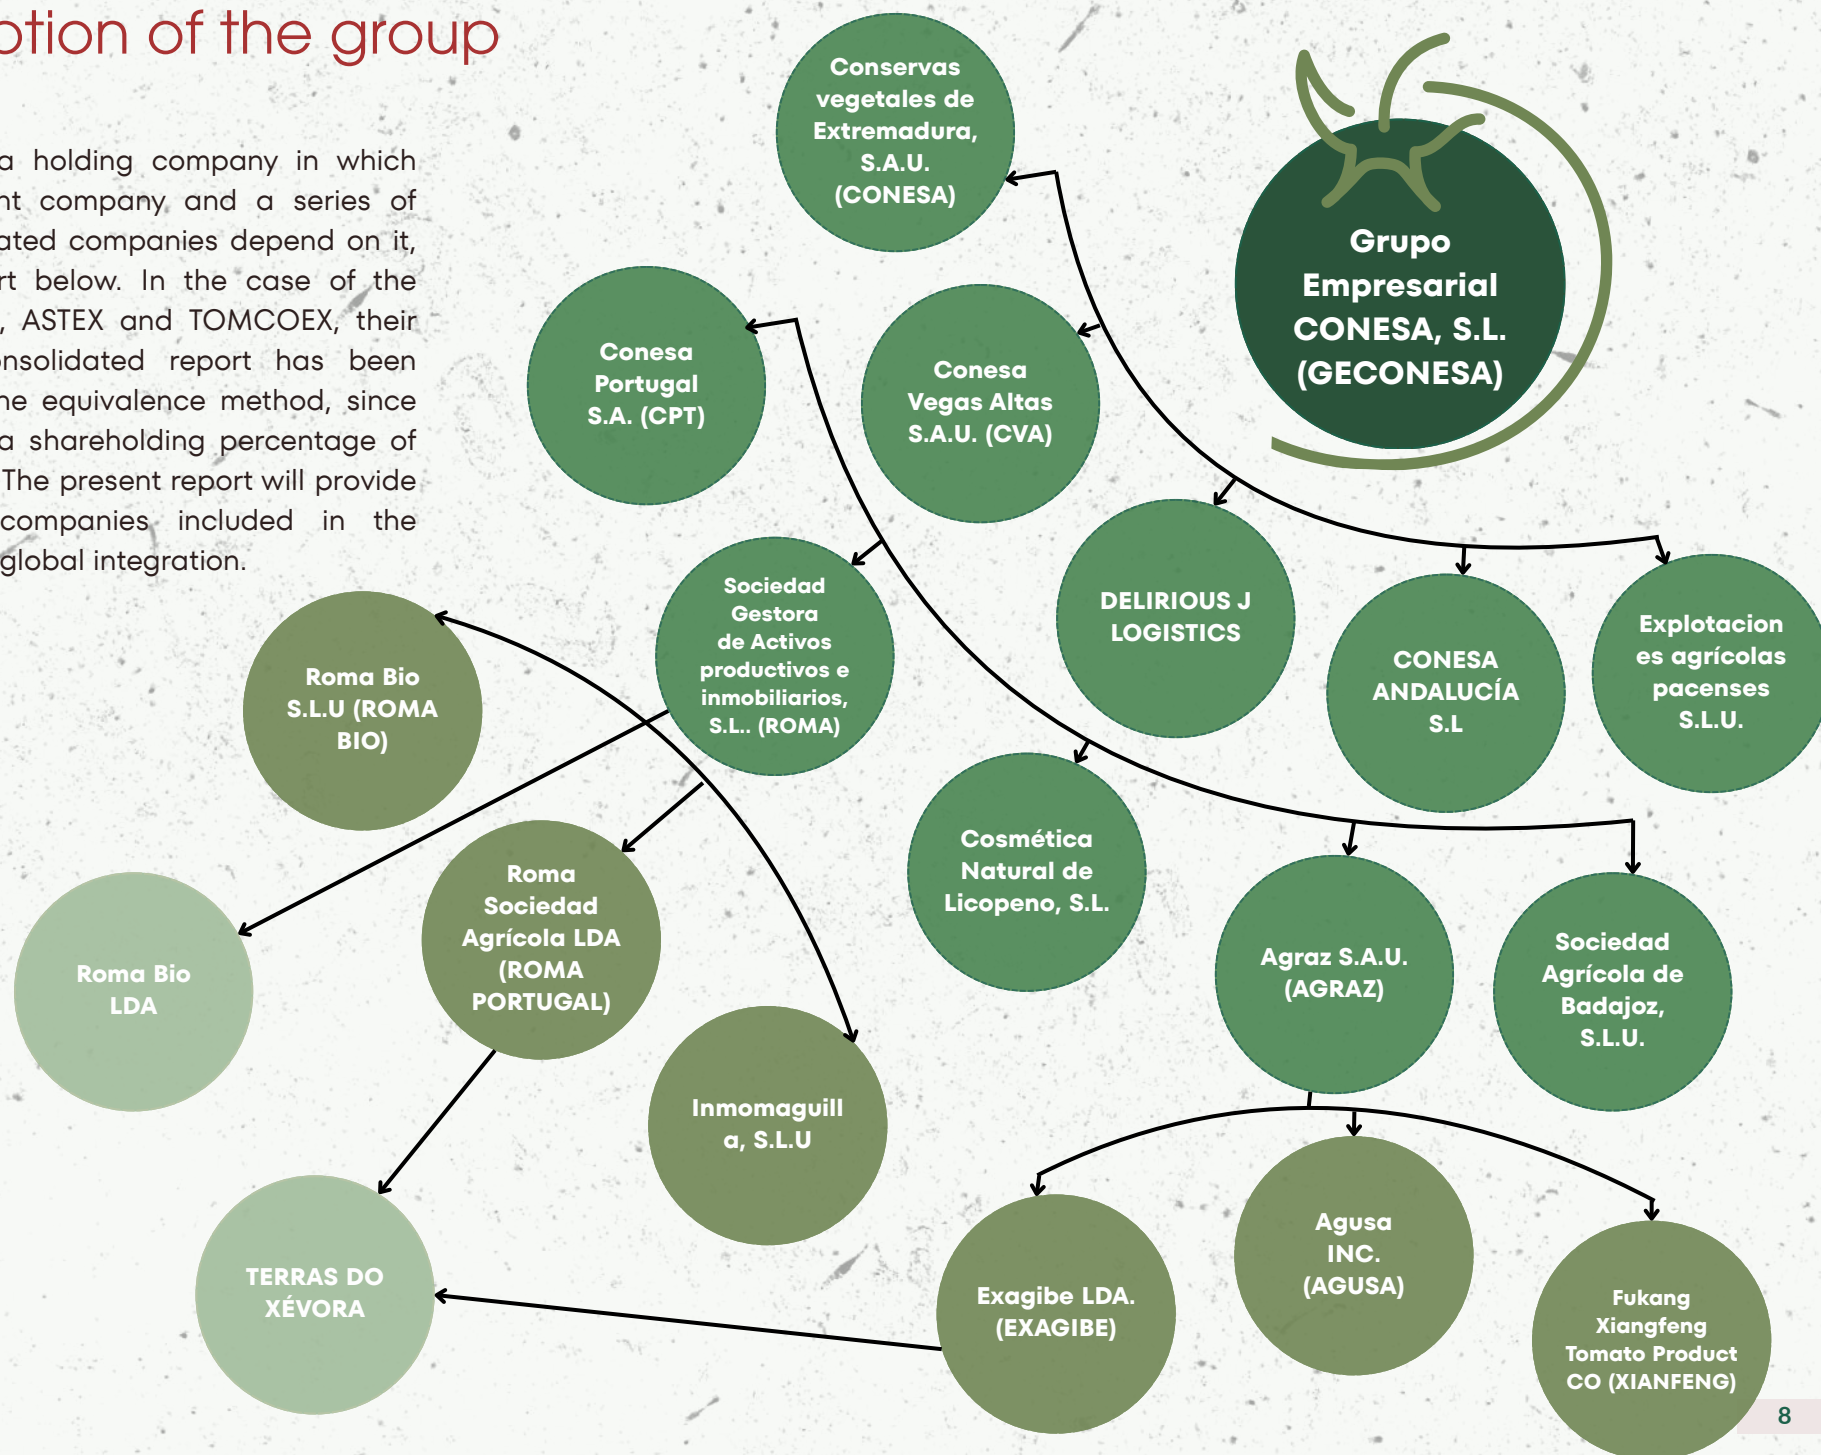 ption of the group
a holding company in which
nt company and a series of
ated companies depend on it,
rt below. In the case of the
, ASTEX and TOMCOEX, their
onsolidated report has been
he equivalence method, since
a shareholding percentage of
The present report will provide
companies included in the
global integration.
Conservas
vegetales de
Extremadura,
S.A.U.
(CONESA)
Grupo
Empresarial
CONESA, S.L.
(GECONESA)
Conesa
Portugal
S.A. (CPT)
Conesa
Vegas Altas
S.A.U. (CVA)
Sociedad
Gestora
de Activos
productivos e
inmobiliarios,
S.L.. (ROMA)
DELIRIOUS J
LOGISTICS
CONESA
ANDALUCÍA
S.L
Explotacion
es agrícolas
pacenses
S.L.U.
Roma Bio
S.L.U (ROMA
BIO)
Roma
Sociedad
Agrícola LDA
(ROMA
PORTUGAL)
Cosmética
Natural de
Licopeno, S.L.
Agraz S.A.U.
(AGRAZ)
Sociedad
Agrícola de
Badajoz,
S.L.U.
Roma Bio
LDA
Inmomaguill
a, S.L.U
TERRAS DO
XÉVORA
Exagibe LDA.
(EXAGIBE)
Agusa
INC.
(AGUSA)
Fukang
Xiangfeng
Tomato Product
CO (XIANFENG)
8